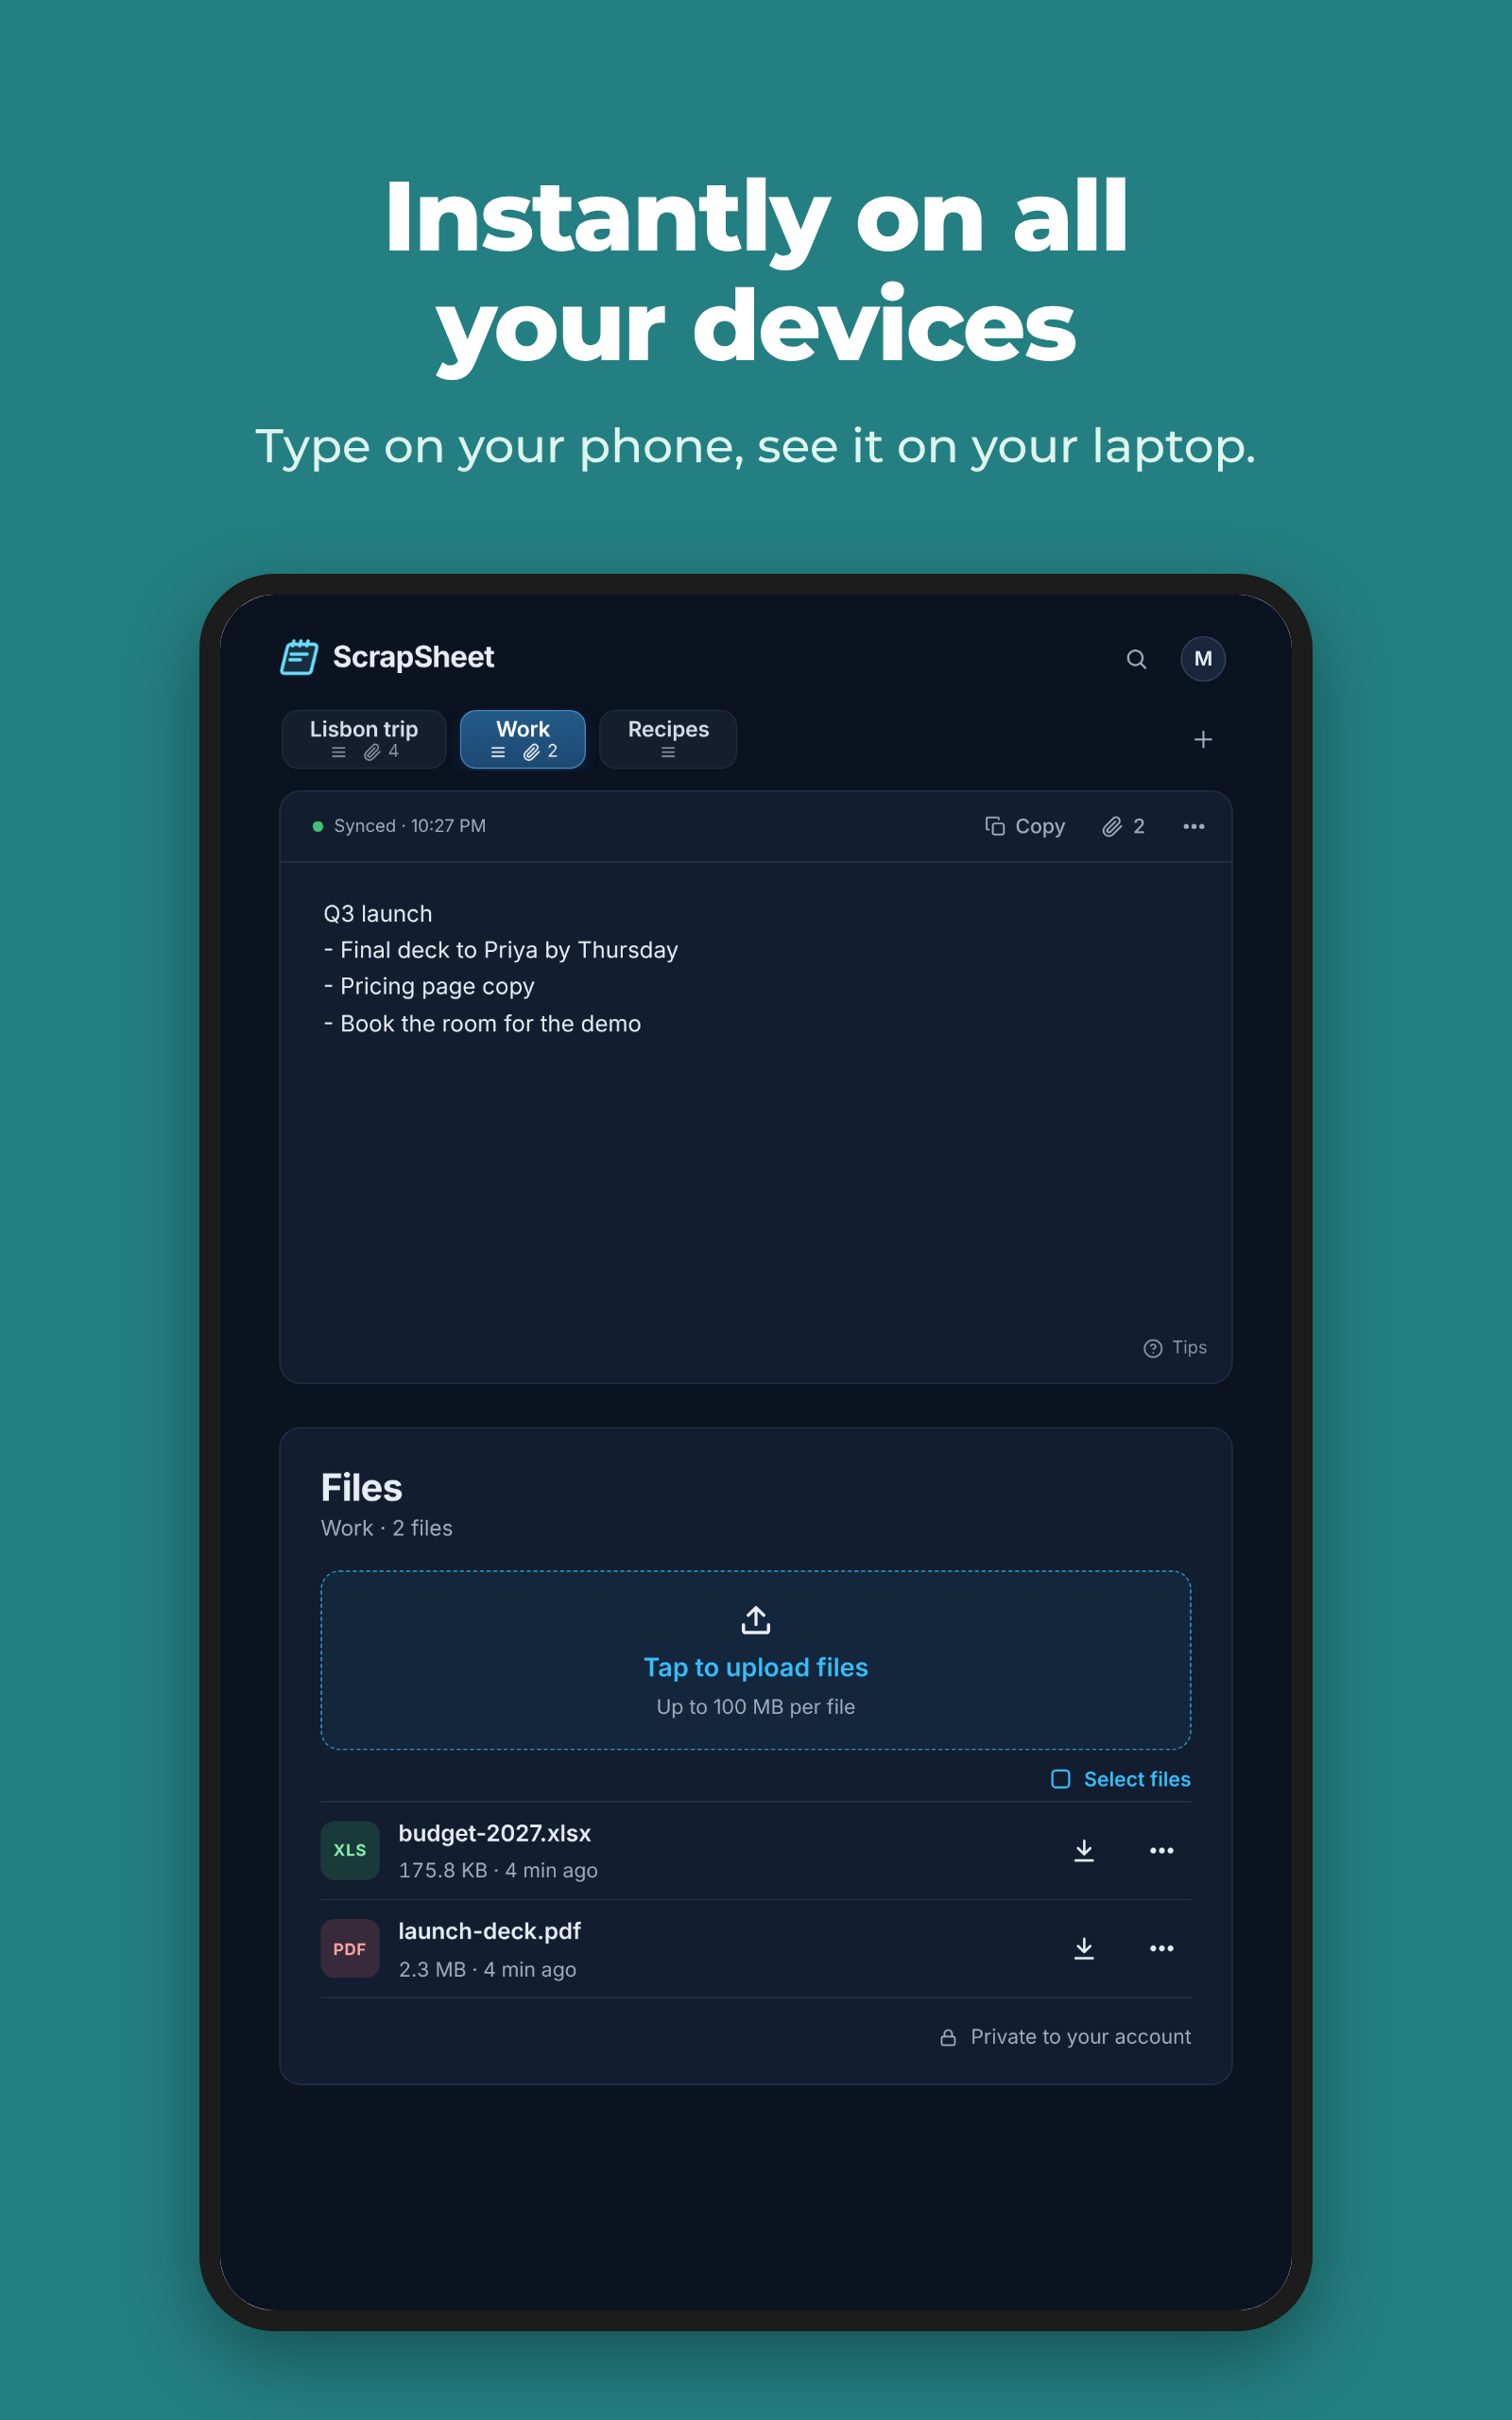 Instantly on all
your devices
Type on your phone, see it on your laptop.
ScrapSheet
M
Lisbon trip
4
Work
2
Recipes
Synced · 10:27 PM
Copy
2
Q3 launch
- Final deck to Priya by Thursday
- Pricing page copy
- Book the room for the demo
Tips
Files
Work · 2 files
Tap to upload files
Up to 100 MB per file
Select files
XLS
budget-2027.xlsx
175.8 KB · 4 min ago
PDF
launch-deck.pdf
2.3 MB · 4 min ago
Private to your account